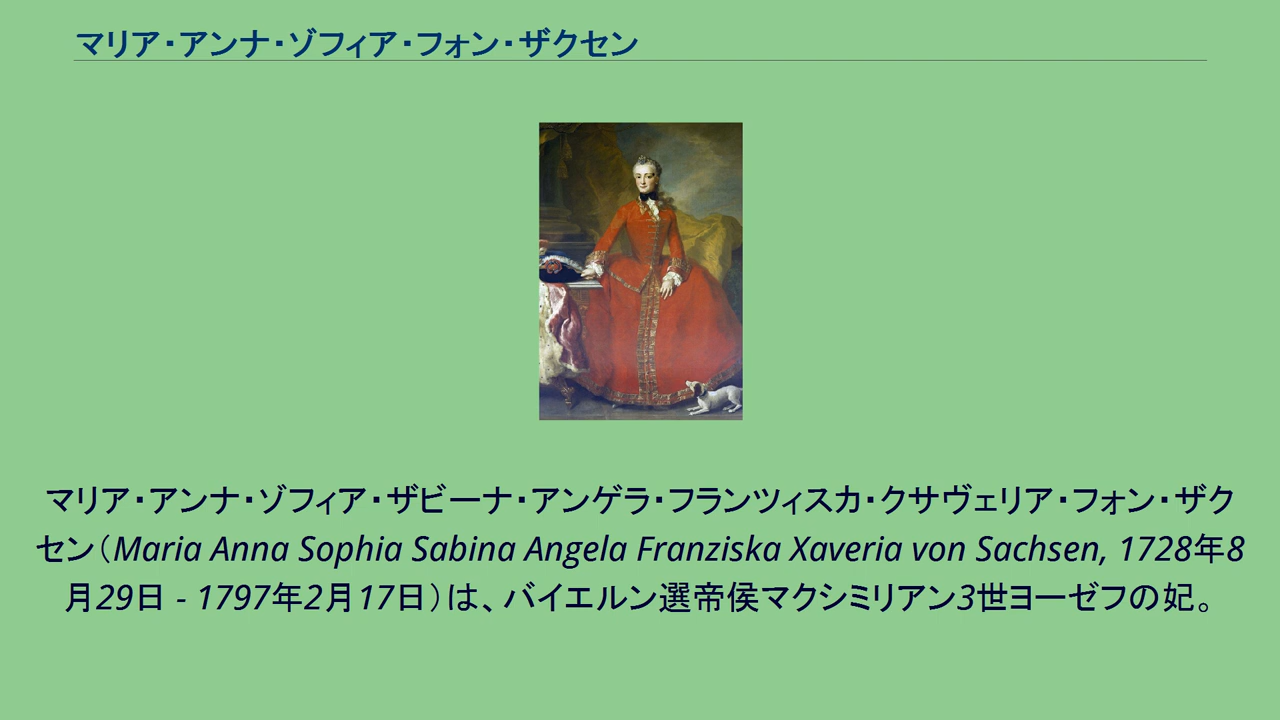 マリア・アンナ・ゾフィア・フォン・ザクセン
マリア・アンナ・ゾフィア・ザビーナ・アンゲラ・フランツィスカ・クサヴェリア・フォン・ザク
セン（Maria Anna Sophia Sabina Angela Franziska Xaveria von Sachsen, 1728年8
月29日 - 1797年2月17日）は、バイエルン選帝侯マクシミリアン3世ヨーゼフの妃。